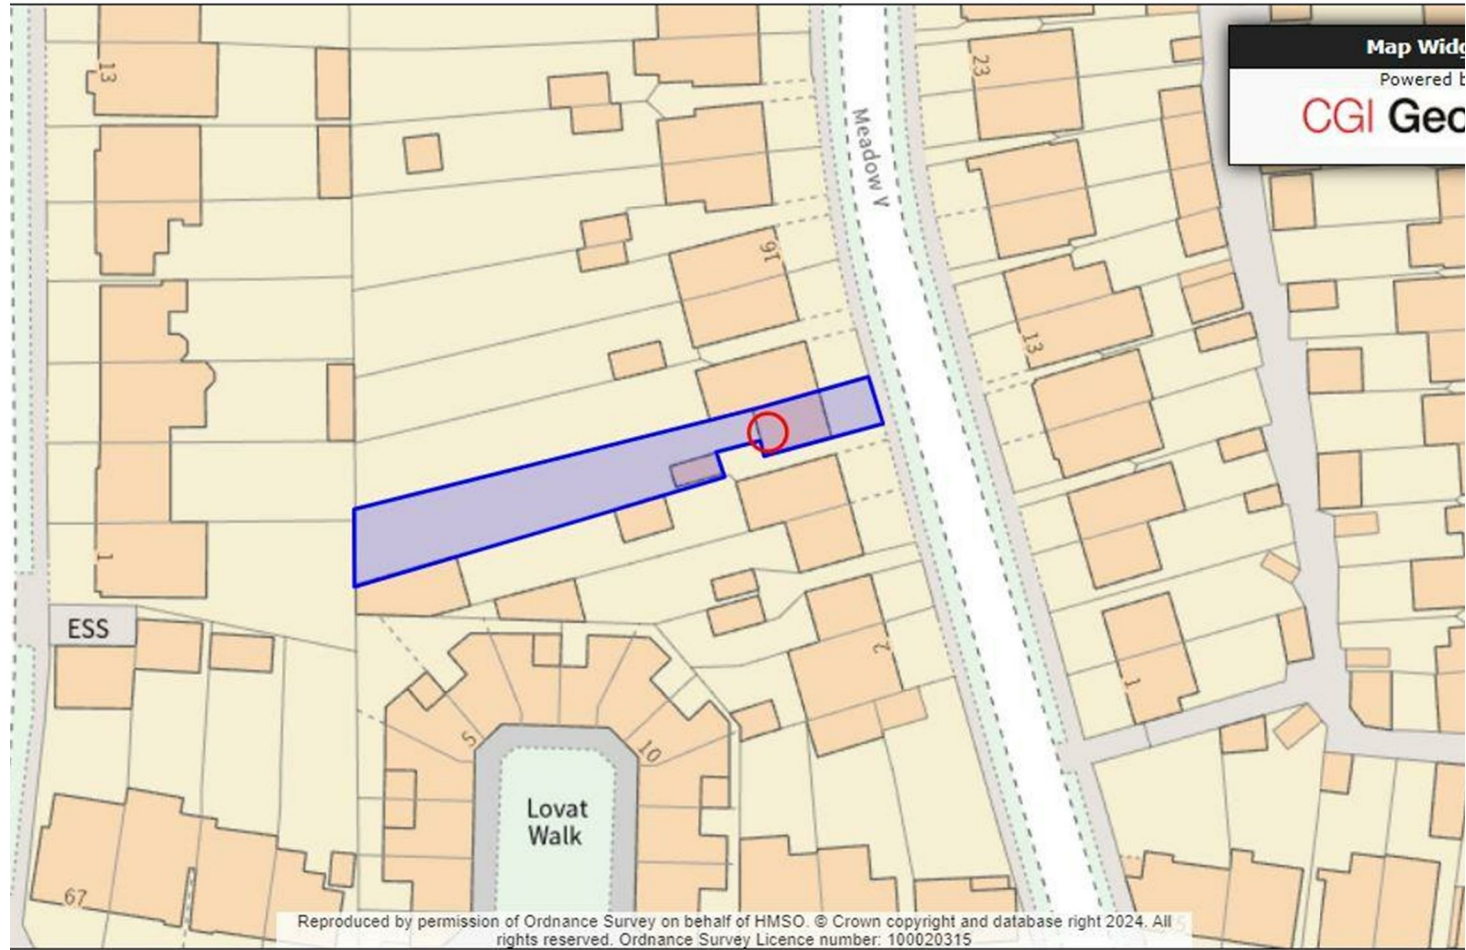 Map Widg
Powered b
CGI Geo
13
23
Meadow V
16
13
1
ESS
2
1
5
10
Lovat
Walk
67
Reproduced by permission of Ordnance Survey on behalf of HMSO. © Crown copyright and database right 2024. All
rights reserved. Ordnance Survey Licence number: 100020315